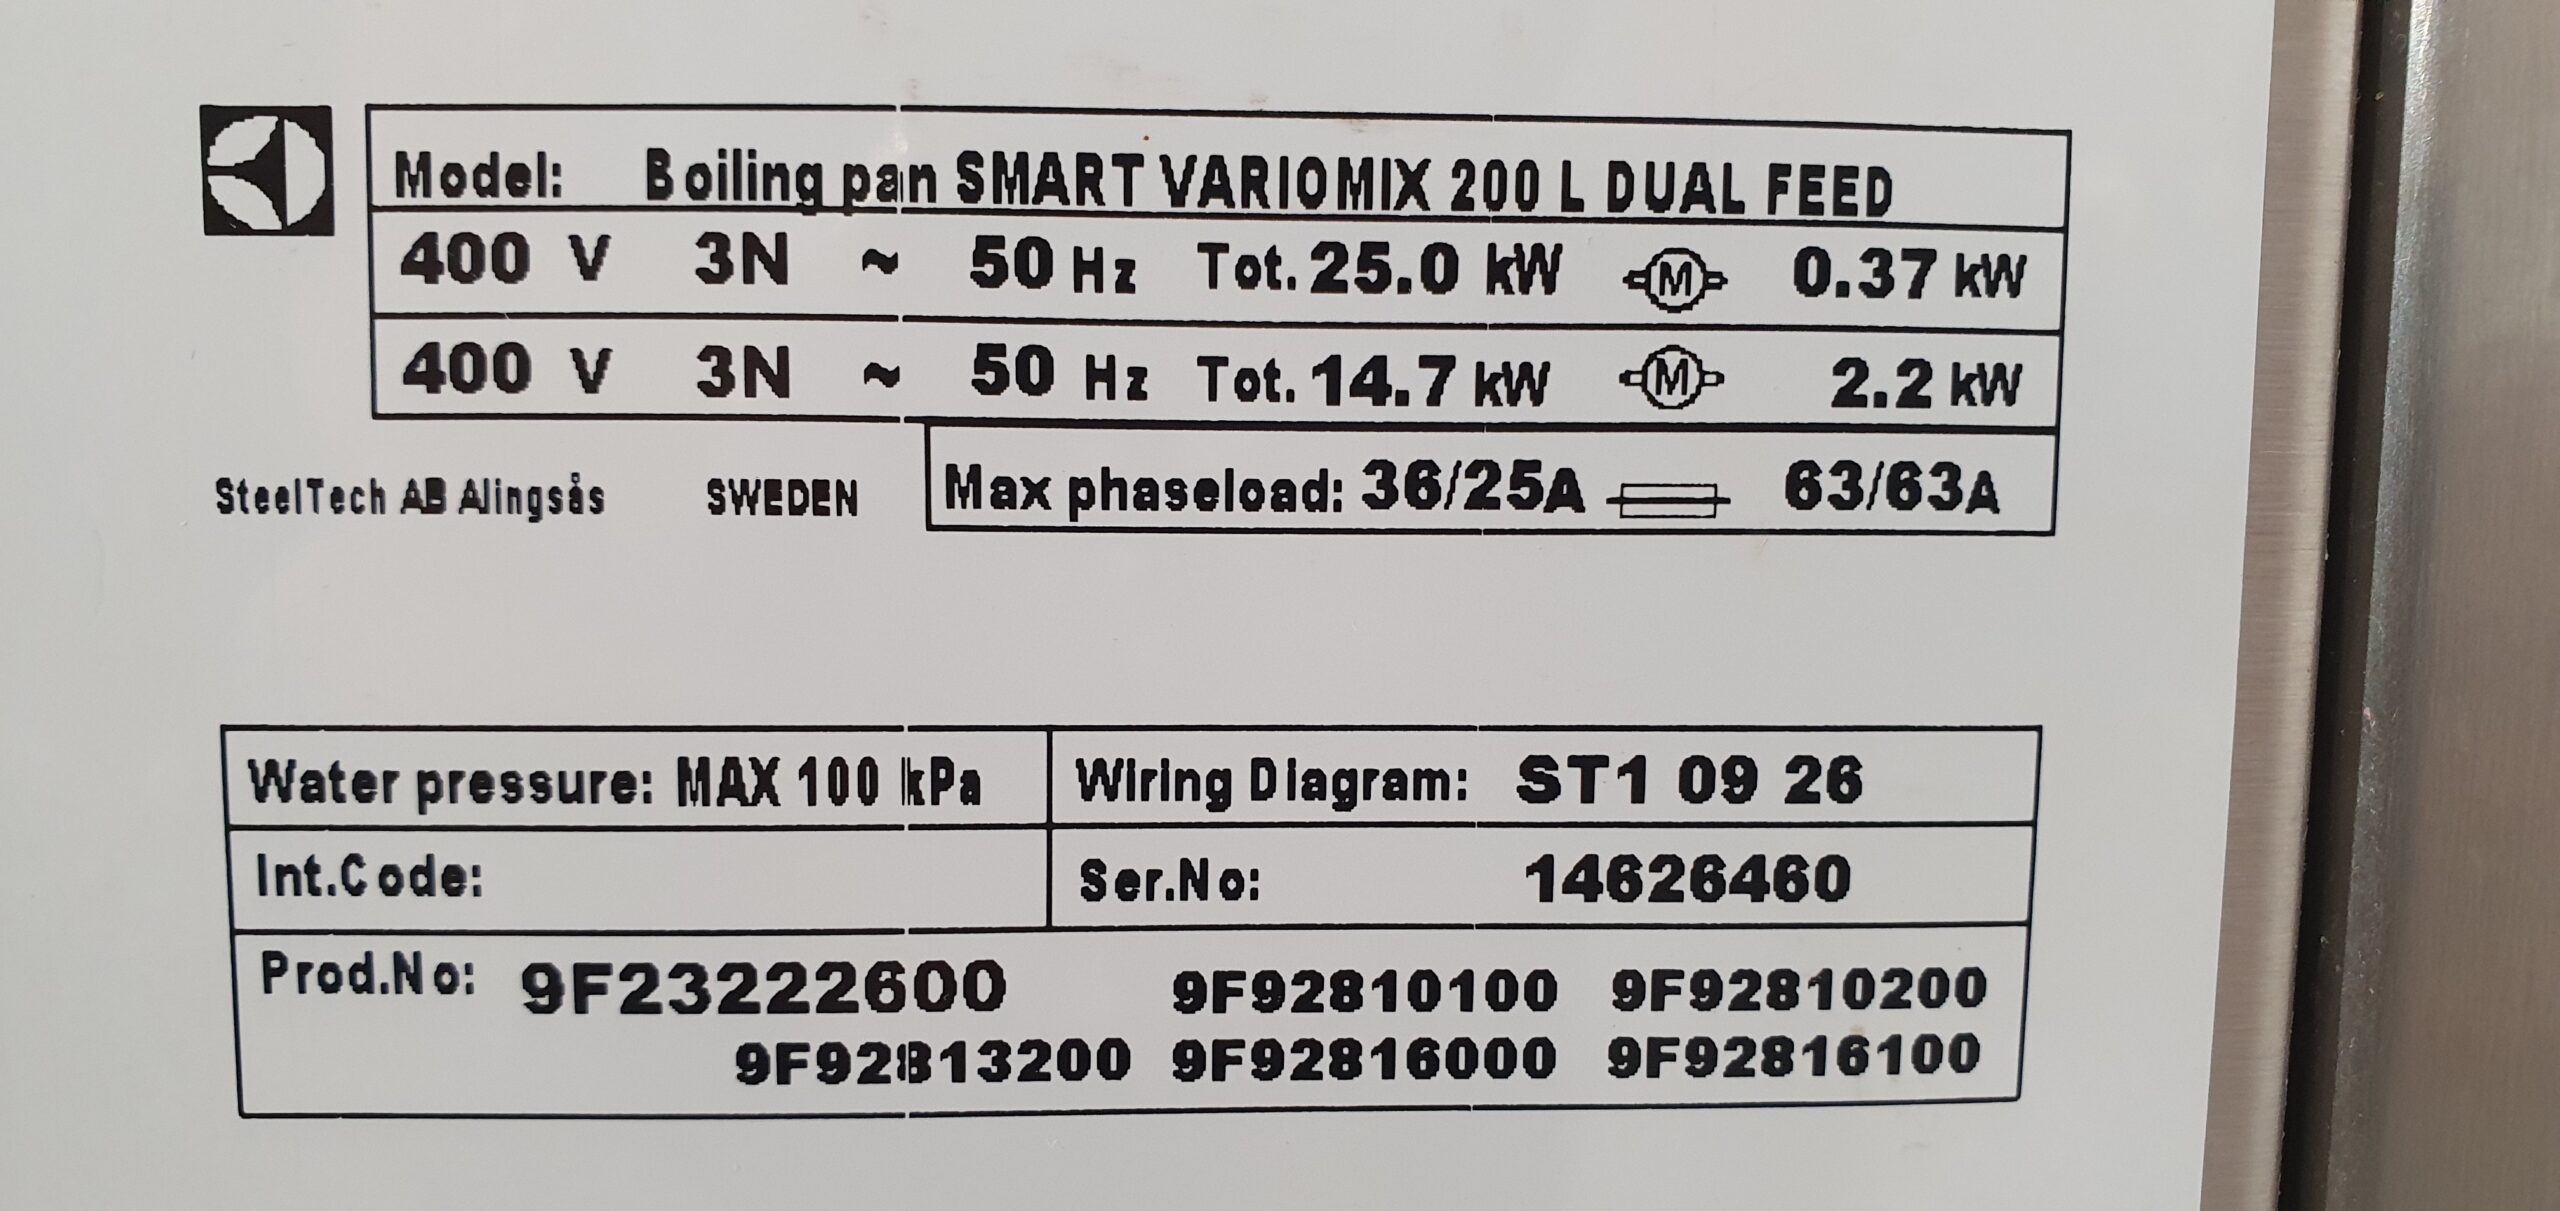 Model: Boiling pan SMART VARIOMIX 200 L DUAL FEED
400 V 3N ~ 50 Hz Tot. 25.0 kW M 0.37 kW
400 V 3N ~ 50 Hz Tot. 14.7 kW M 2.2 kW
SteelTech AB Alingsås SWEDEN Max phaseload: 36/25A 63/63A
Water pressure: MAX 100 kPa Wiring Diagram: ST1 09 26
Int.Code: Ser.No: 14626460
Prod.No: 9F23222600 9F92810100 9F92810200
9F92813200 9F92816000 9F92816100